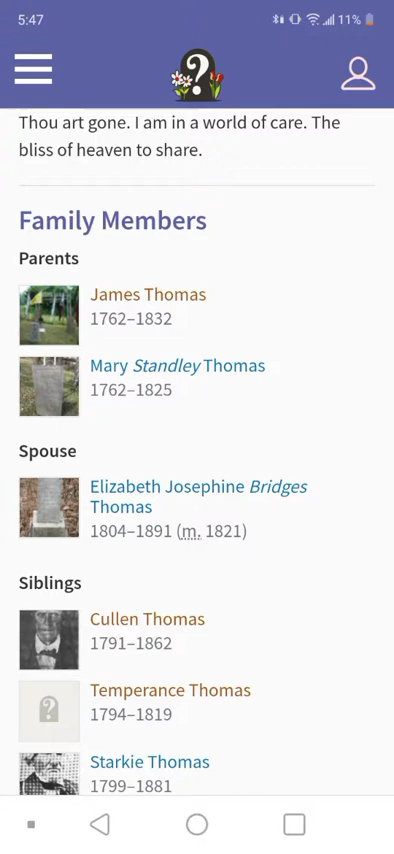 5:47
11%
?
Thou art gone. I am in a world of care. The
bliss of heaven to share.
Family Members
Parents
James Thomas
1762–1832
Mary Standley Thomas
1762–1825
Spouse
Elizabeth Josephine Bridges
Thomas
1804–1891 (m. 1821)
Siblings
Cullen Thomas
1791–1862
Temperance Thomas
?
1794–1819
Starkie Thomas
1799–1881